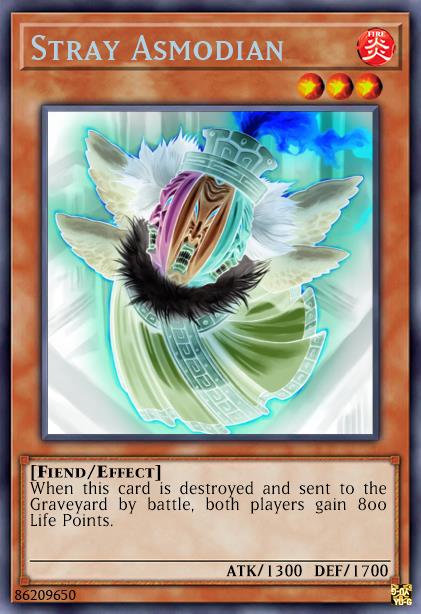 Stray Asmodian
FIRE
炎
[Fiend/Effect]
When this card is destroyed and sent to the
Graveyard by battle, both players gain 800
Life Points.
ATK/1300 DEF/1700
86209650